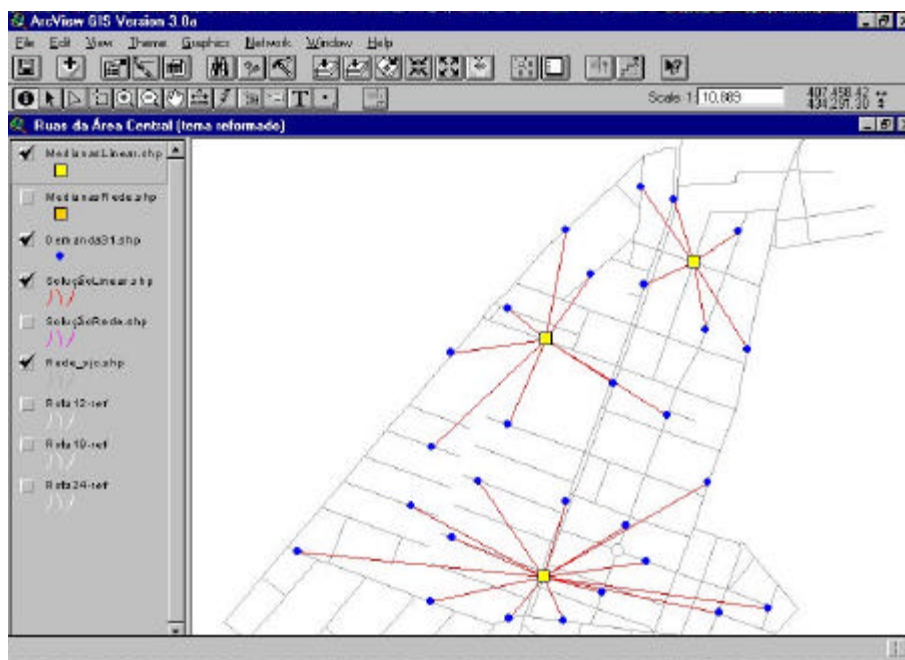 ArcView GIS Version 3.0a
File Edit View Theme Graphics Network Window Help
Scale 1: 10,889
407,458.42
434,291.30
Ruas da Área Central (tema reformado)
MedianasLinear.shp
MedianasRede.shp
Demanda31.shp
SoluçãoLinear.shp
SoluçãoRede.shp
Rede_sjc.shp
Rota12-ref
Rota19-ref
Rota24-ref